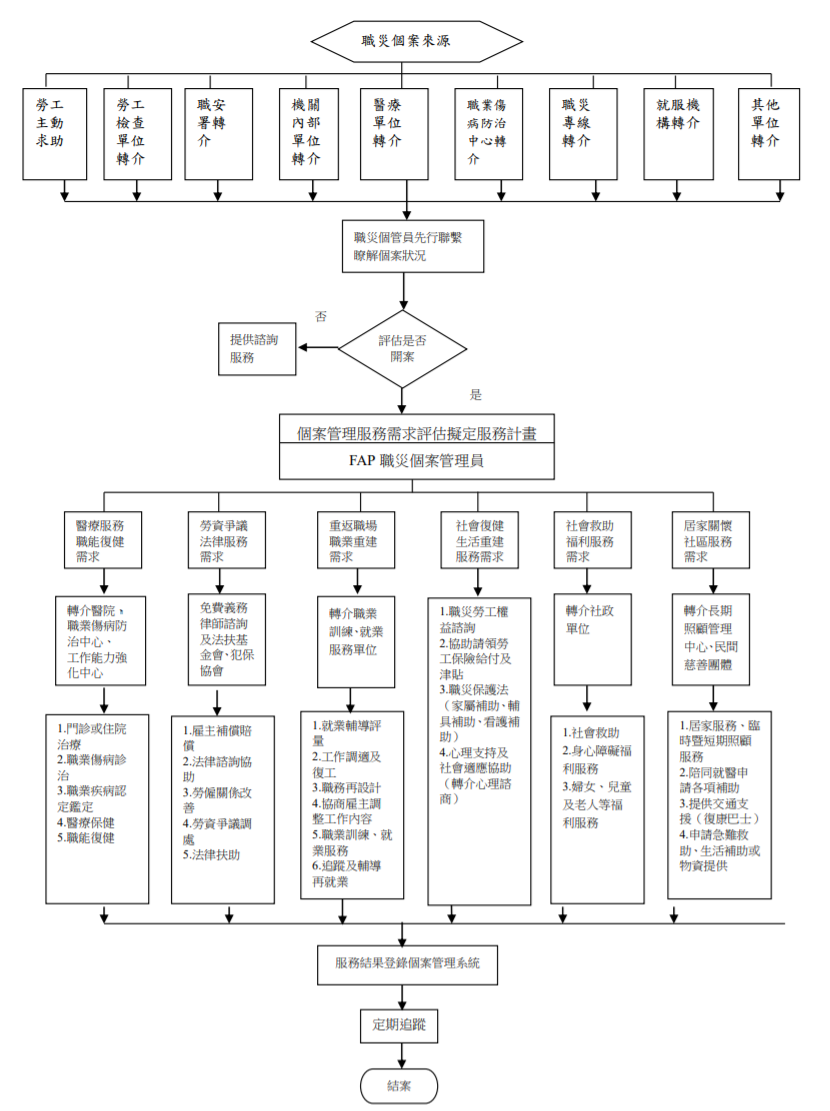 職災個案來源
勞工
主動
求助
勞工
檢查
單位
轉介
職安
署轉
介
機關
內部
單位
轉介
醫療
單位
轉介
職業傷
病防治
中心轉
介
職災
專線
轉介
就服機
構轉介
其他
單位
轉介
職災個管員先行聯繫
瞭解個案狀況
否
提供諮詢
服務
評估是否
開案
是
個案管理服務需求評估擬定服務計畫
FAP 職災個案管理員
醫療服務
職能復健
需求
勞資爭議
法律服務
需求
重返職場
職業重建
需求
社會復健
生活重建
服務需求
社會救助
福利服務
需求
居家關懷
社區服務
需求
轉介醫院，
職業傷病防
治中心、
工作能力強
化中心
免費義務
律師諮詢
及法扶基
金會、犯保
協會
轉介職業
訓練、就業
服務單位
1.職災勞工權
益諮詢
2.協助請領勞
工保險給付及
津貼
3.職災保護法
（家屬補助、輔
具補助、看護補
助）
4.心理支持及
社會適應協助
（轉介心理諮
商）
轉介社政
單位
轉介長期
照顧管理
中心、民間
慈善團體
1.門診或住院
治療
2.職業傷病診
治
3.職業疾病認
定鑑定
4.醫療保健
5.職能復健
1.雇主補償賠
償
2.法律諮詢協
助
3.勞僱關係改
善
4.勞資爭議調
處
5.法律扶助
1.就業輔導評
量
2.工作調適及
復工
3.職務再設計
4.協商雇主調
整工作內容
5.職業訓練、就
業服務
6.追蹤及輔導
再就業
1.社會救助
2.身心障礙福
利服務
3.婦女、兒童
及老人等福
利服務
1.居家服務、臨
時暨短期照顧
服務
2.陪同就醫申
請各項補助
3.提供交通支
援（復康巴士）
4.申請急難救
助、生活補助或
物資提供
服務結果登錄個案管理系統
定期追蹤
結案